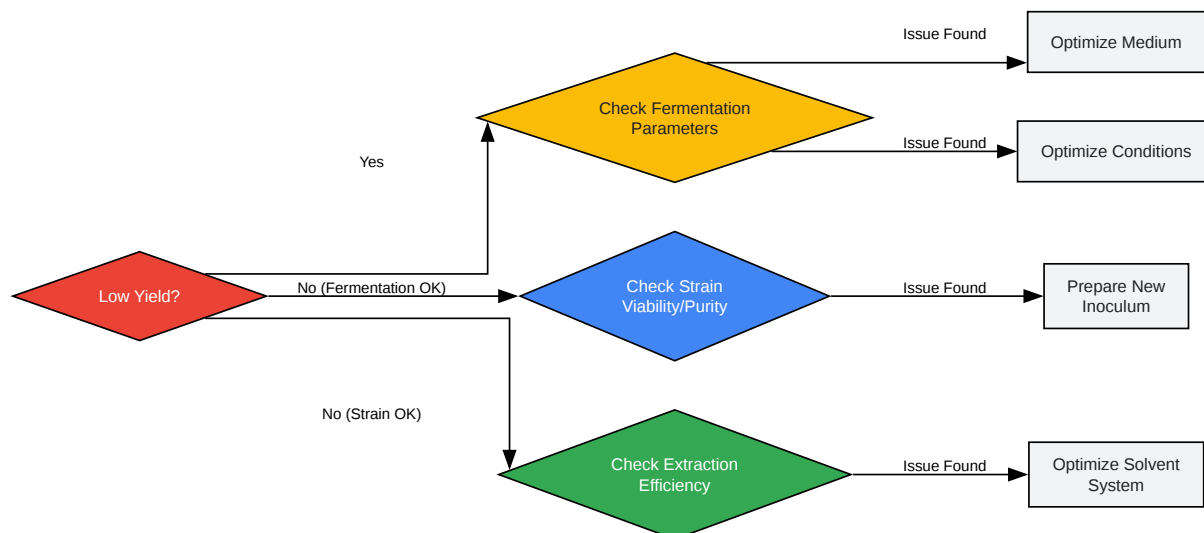 Issue Found
Optimize Medium
Check Fermentation
Parameters
Issue Found
Optimize Conditions
Yes
Low Yield?
No (Fermentation OK)
Check Strain
Viability/Purity
Issue Found
Prepare New
Inoculum
No (Strain OK)
Check Extraction
Efficiency
Issue Found
Optimize Solvent
System